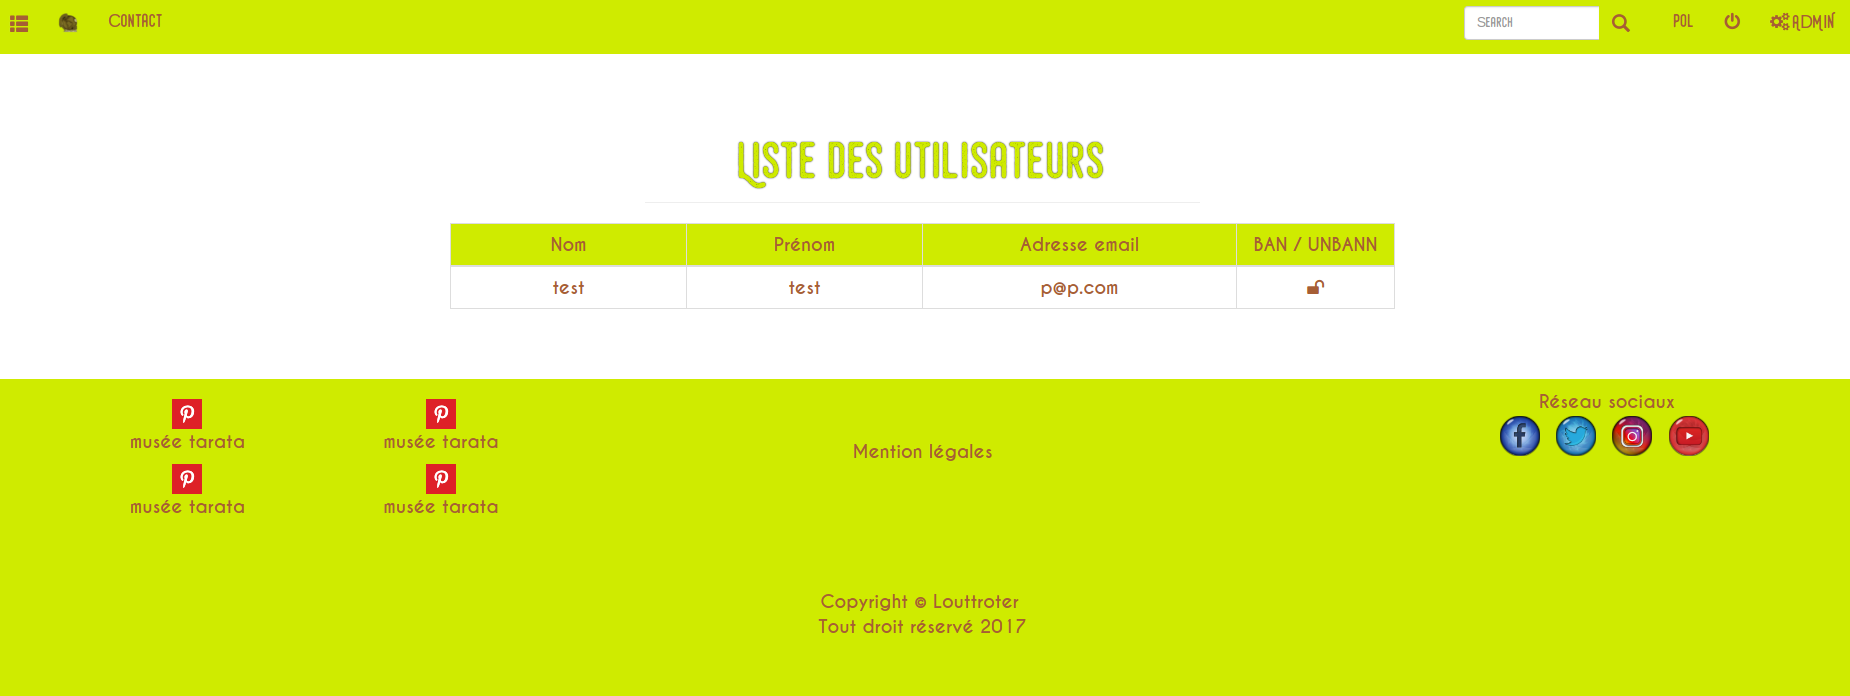 CONTACT
SEARCH
POL
ADMIN
LISTE DES UTILISATEURS
Nom Prénom Adresse email BAN / UNBANN
test test p@p.com
musée tarata musée tarata
musée tarata musée tarata
Mention légales
Réseau sociaux
Copyright © Louttroter
Tout droit réservé 2017